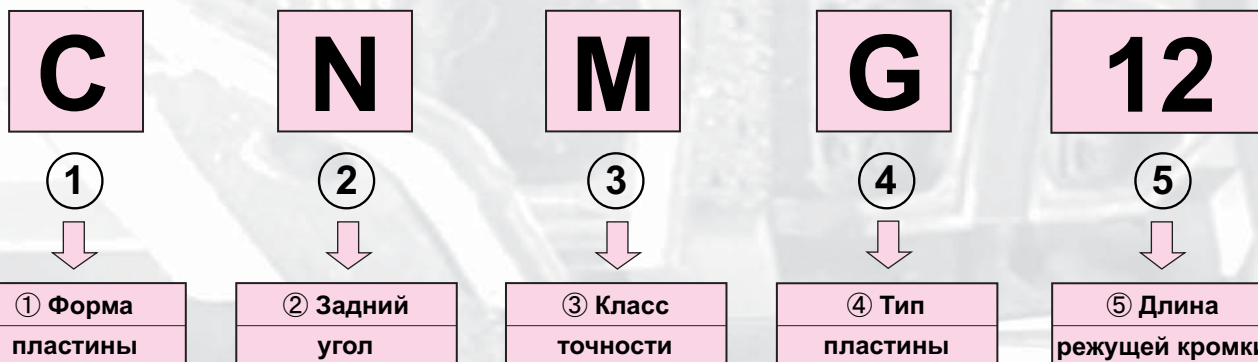 C N M G 12
① ② ③ ④ ⑤
① Форма ② Задний ③ Класс ④ Тип ⑤ Длина
пластины угол точности пластины режущей кромки